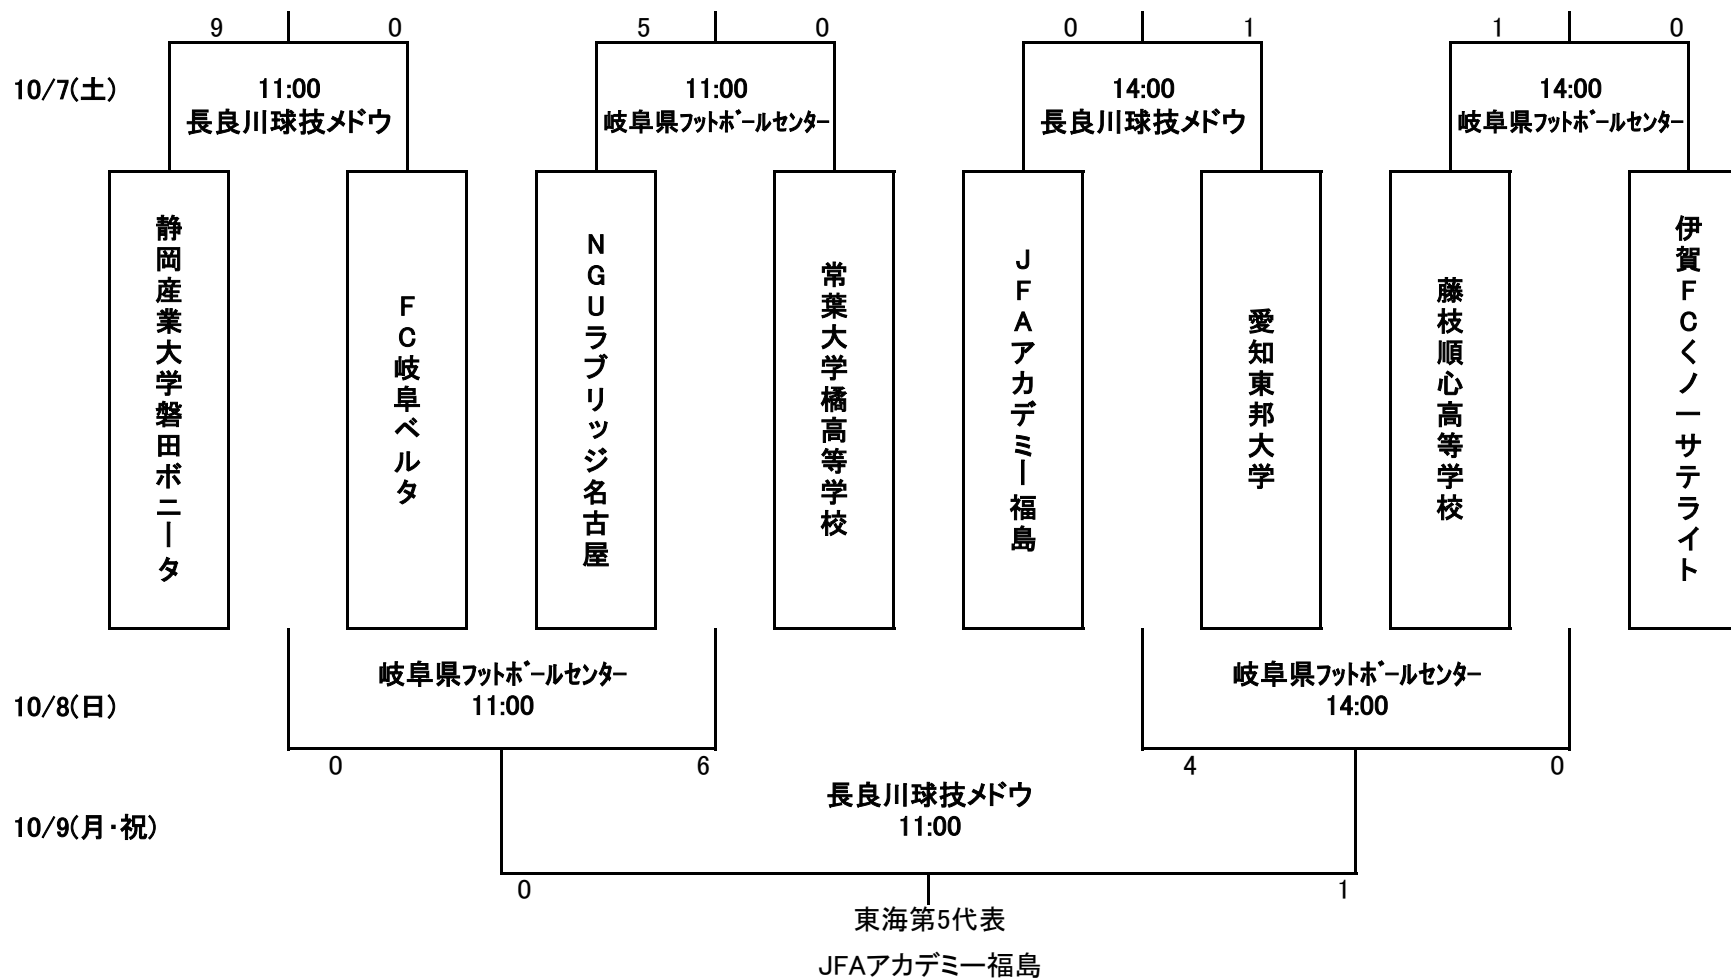 9 0 5 0 0 1 1 0
10/7(土)
11:00 11:00 14:00 14:00
長良川球技メドウ 岐阜県フットボールセンター 長良川球技メドウ 岐阜県フットボールセンター
静岡産業大学磐田ボニータ
FC岐阜ベルタ
NGUラブリッジ名古屋
常葉大学橘高等学校
JFAアカデミー福島
愛知東邦大学
藤枝順心高等学校
伊賀FCくノ一サテライト
岐阜県フットボールセンター 岐阜県フットボールセンター
10/8(日) 11:00 14:00
0 6 4 0
長良川球技メドウ
10/9(月・祝) 11:00
0 1
東海第5代表
JFAアカデミー福島